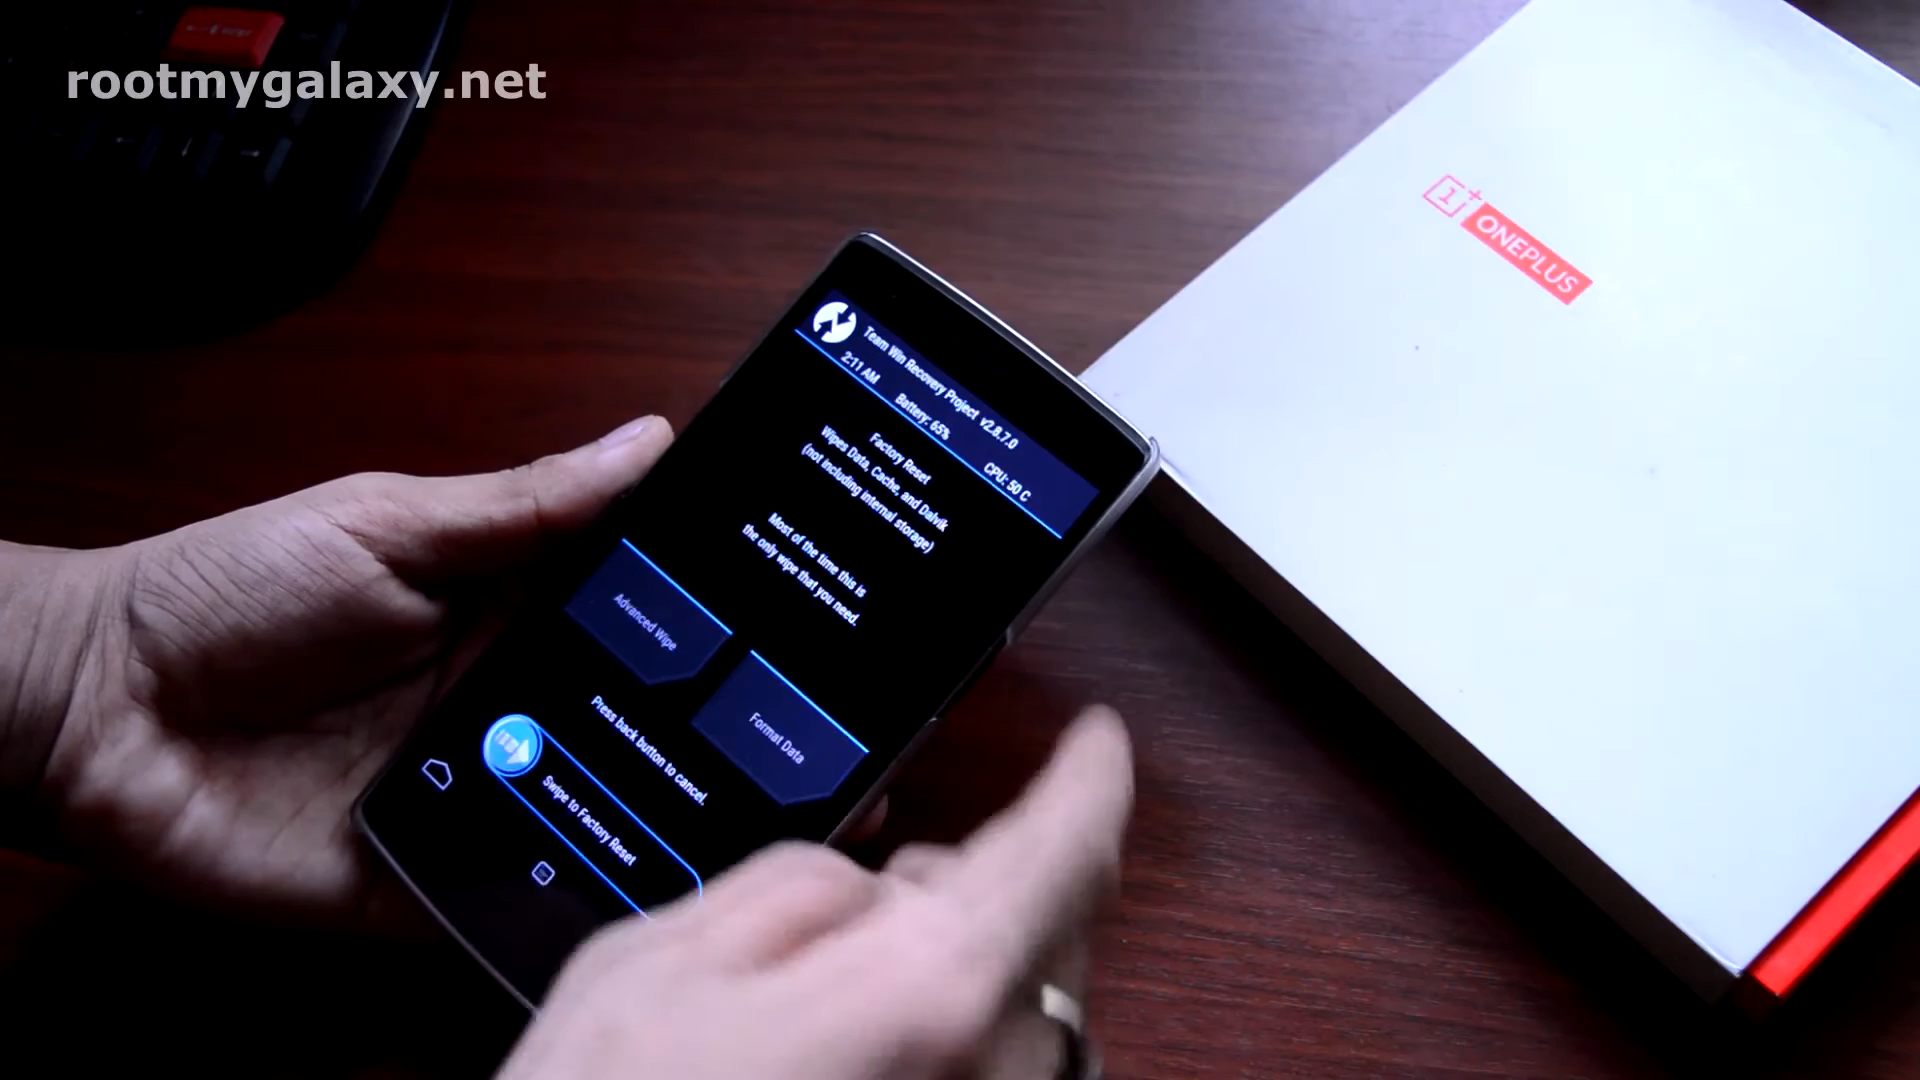 rootmygalaxy.net
1+
ONEPLUS
Team Win Recovery Project v2.8.7.0
2:11 AM
Battery: 65%
CPU: 50 C
Factory Reset
Wipes Data, Cache, and Dalvik
(not including internal storage)
Most of the time this is
the only wipe that you need.
Advanced Wipe
Format Data
Press back button to cancel.
Swipe to Factory Reset